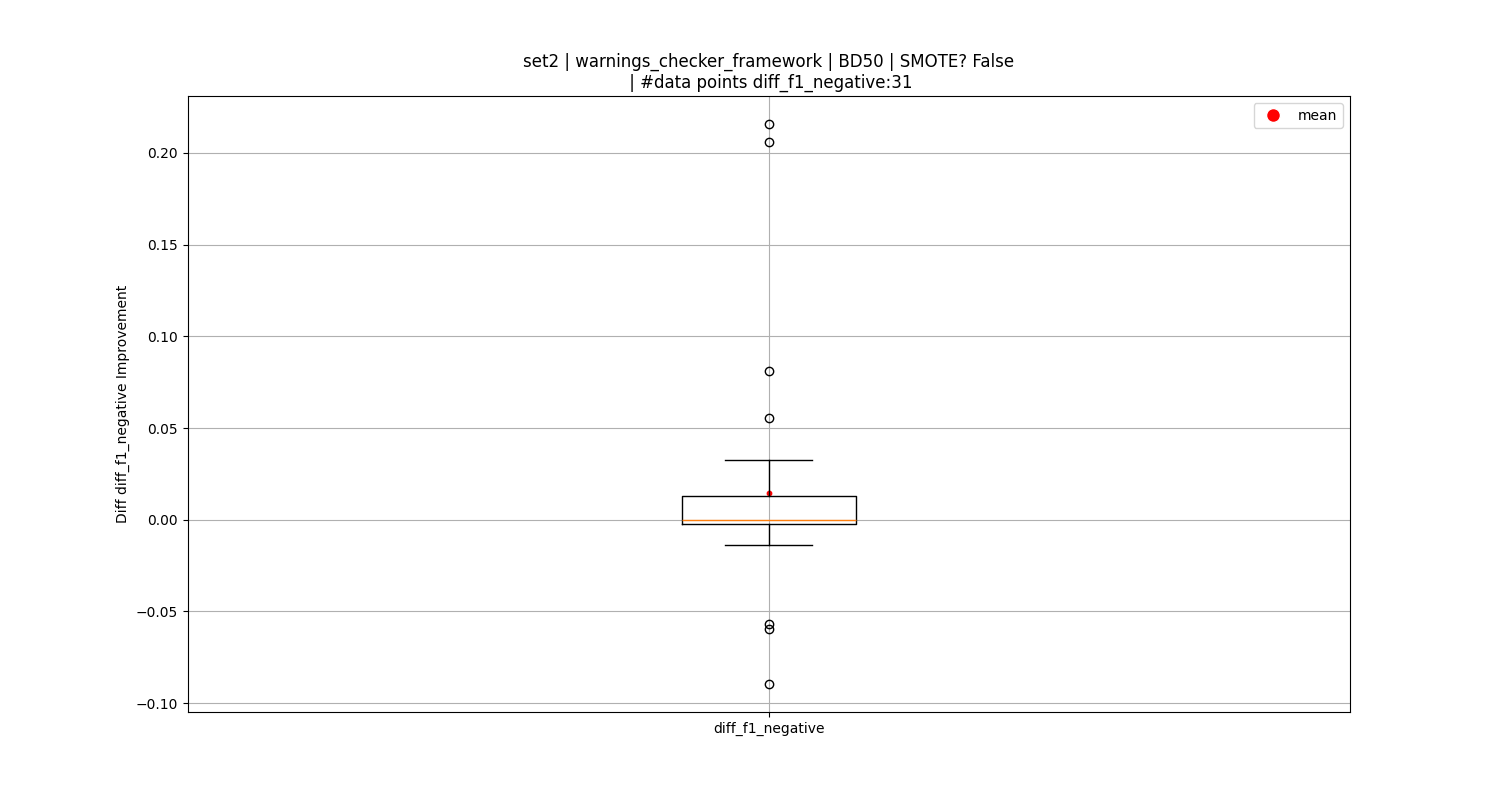 set2 | warnings_checker_framework | BD50 | SMOTE? False
| #data points diff_f1_negative:31
mean
0.20
0.15
0.10
0.05
0.00
−0.05
−0.10
Diff diff_f1_negative Improvement
diff_f1_negative